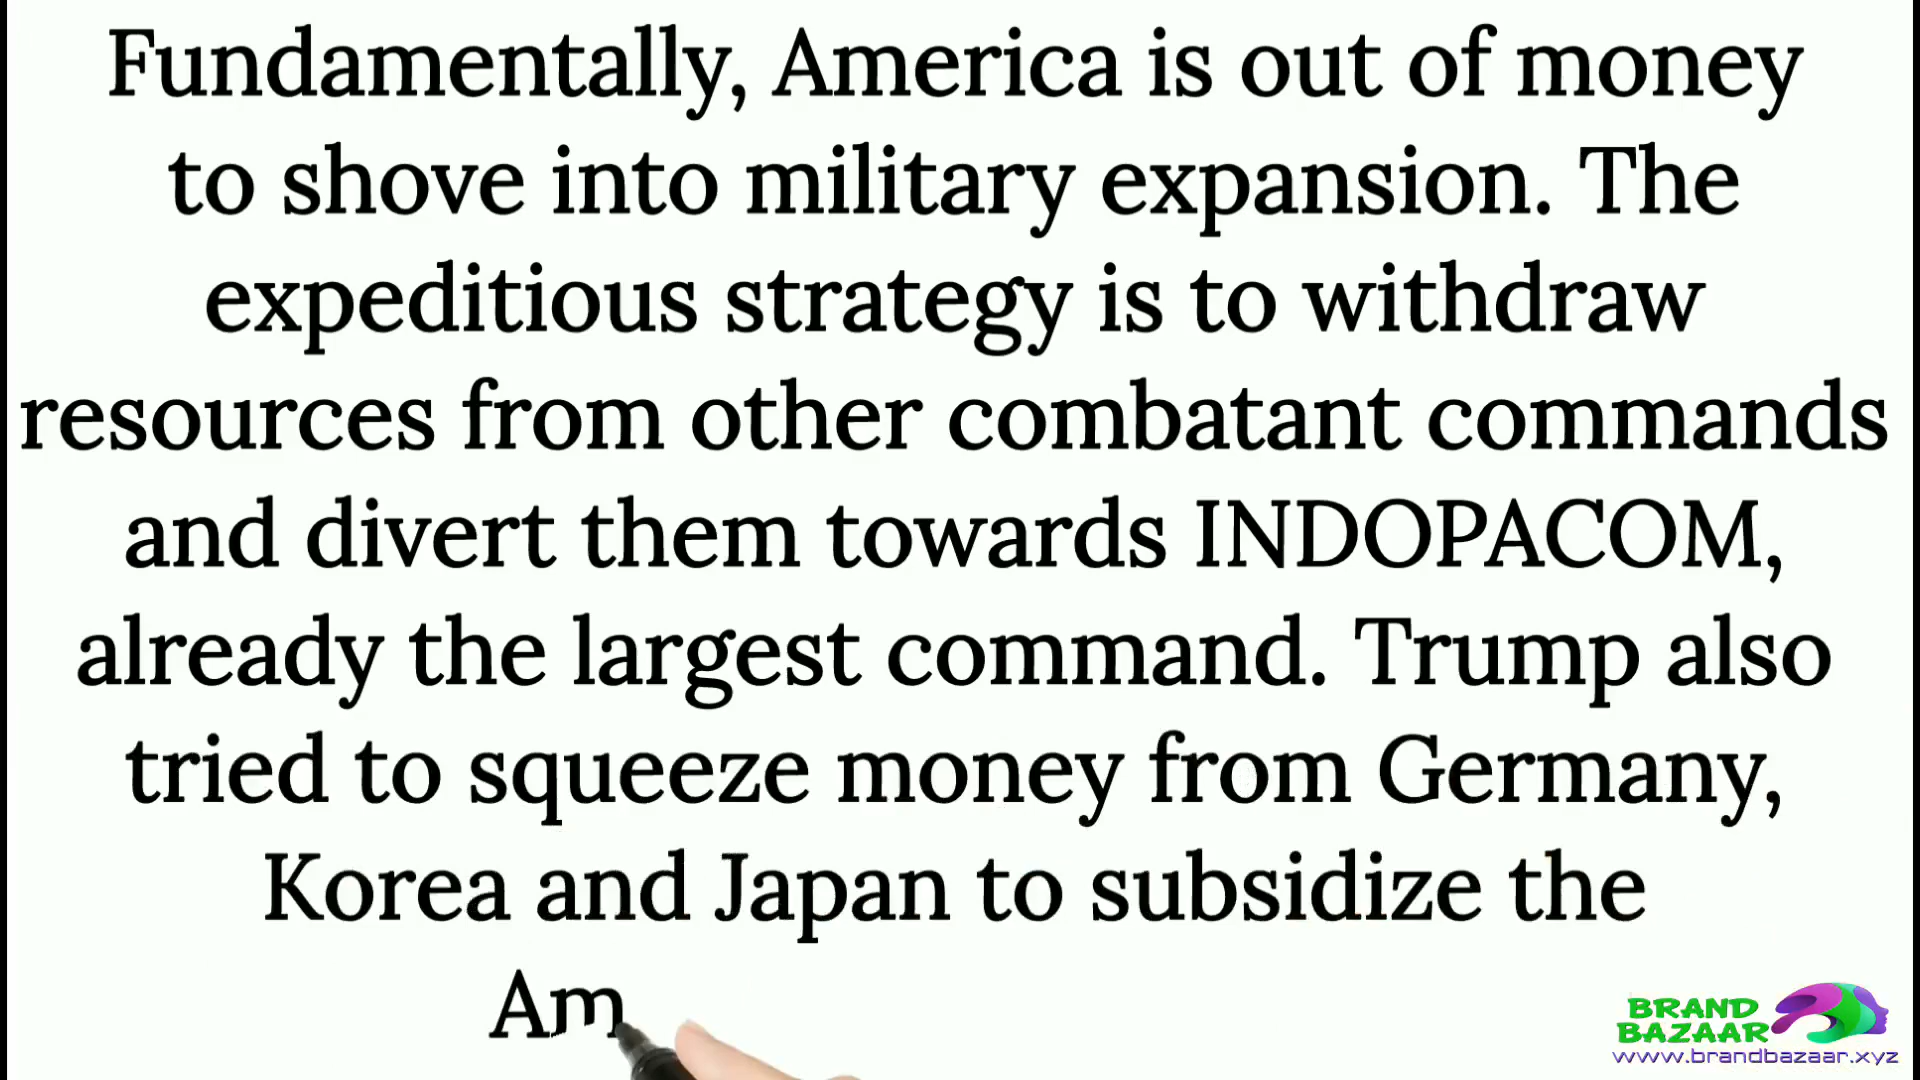 Fundamentally, America is out of money
to shove into military expansion. The
expeditious strategy is to withdraw
resources from other combatant commands
and divert them towards INDOPACOM,
already the largest command. Trump also
tried to squeeze money from Germany,
Korea and Japan to subsidize the
Am
BRAND
BAZAAR
www.brandbazaar.xyz